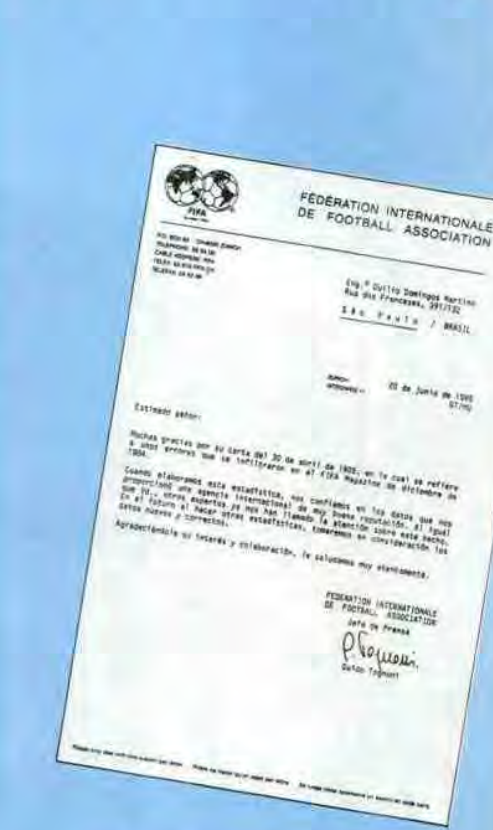 FIFA
FEDERATION INTERNATIONALE
DE FOOTBALL ASSOCIATION
Eng.º Duilio Domingos Martino
Rua dos Franceses, 391/132
São Paulo / BRASIL
20 de Junio de 1985
Estimado señor:
Muchas gracias por su carta del 30 de abril de 1985, en la cual se refiere
a unos errores que se infiltraron en el FIFA Magazine de diciembre de
1984.
Cuando elaboramos esta estadística, nos confiamos en los datos que nos
proporcionó una agencia internacional de muy buena reputación. Al igual
que Vd., otros expertos ya nos han llamado la atención sobre este hecho.
En el futuro al hacer otras estadísticas, tomaremos en consideración los
datos nuevos y correctos.
Agradeciéndole su interés y colaboración, le saludamos muy atentamente.
FEDERATION INTERNATIONALE
DE FOOTBALL ASSOCIATION
Jefe de Prensa
Guido Tognoni